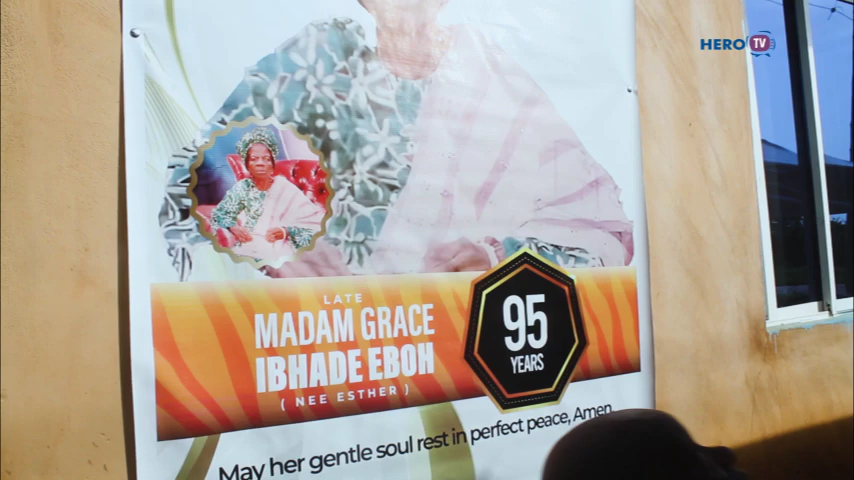 HERO TV
LATE
MADAM GRACE
IBHADE EBOH
( NEE ESTHER )
95
YEARS
May her gentle soul rest in perfect peace, Amen